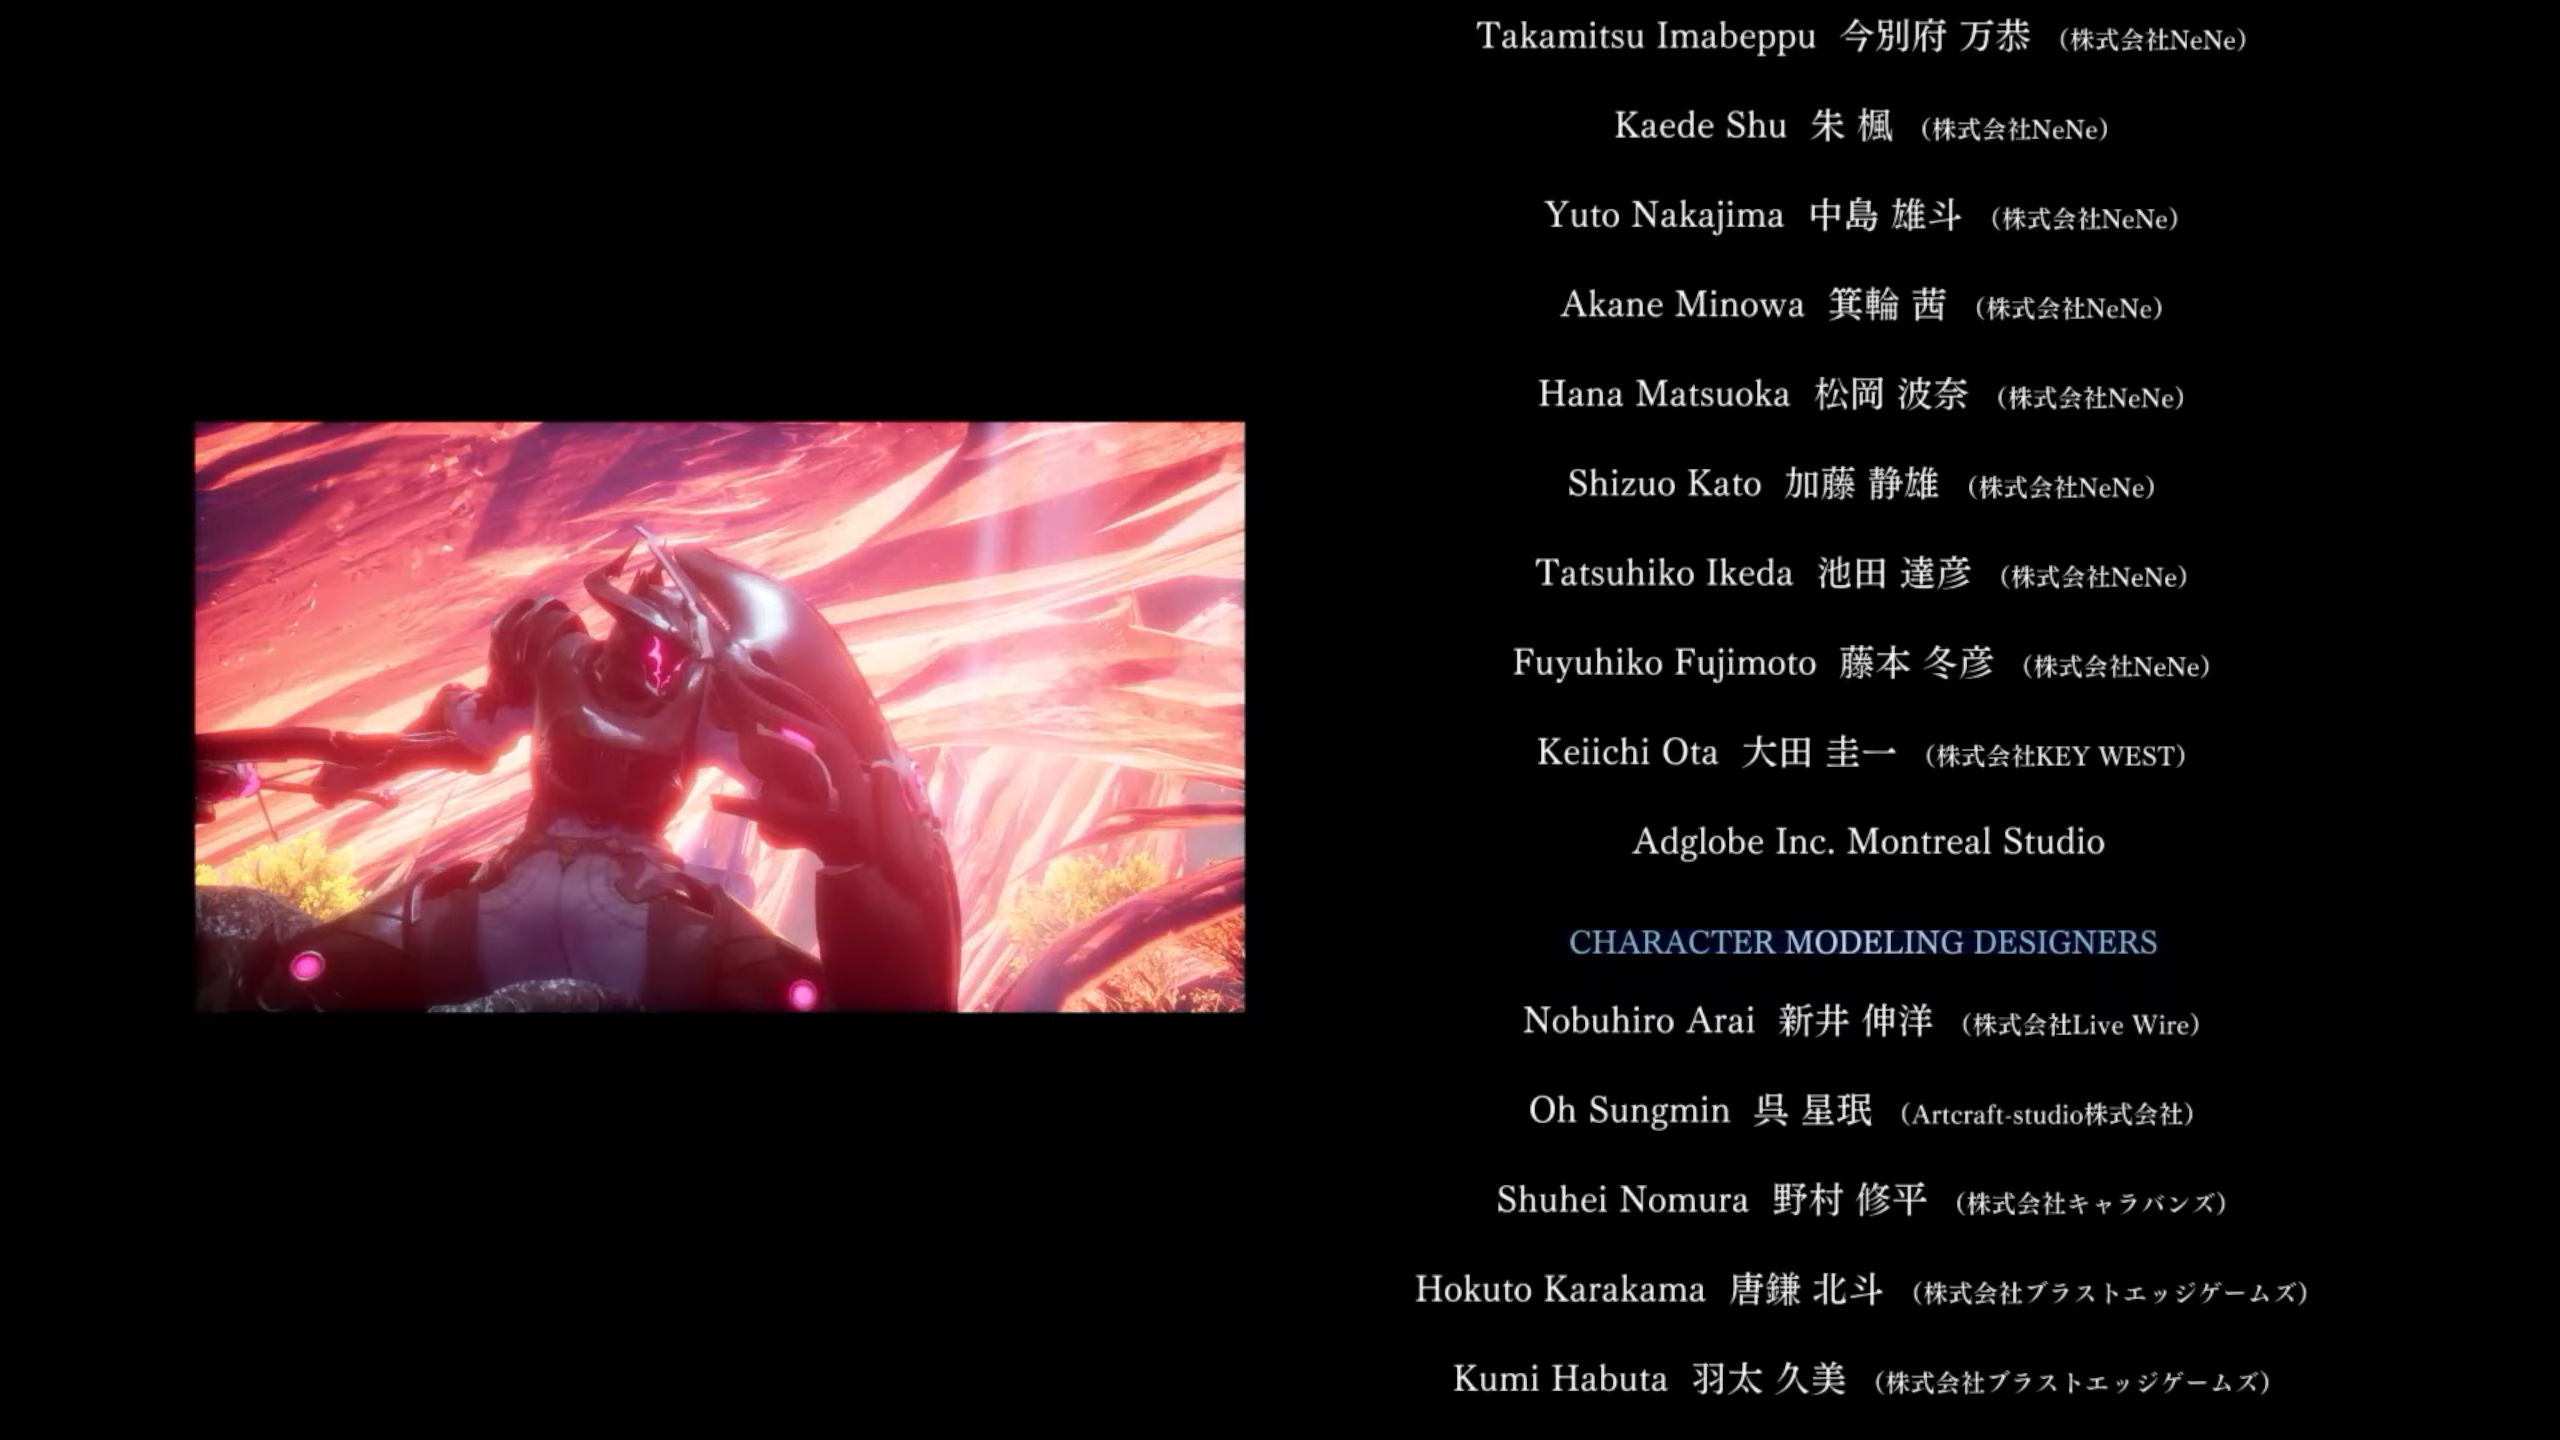 Takamitsu Imabeppu 今別府 万恭 （株式会社NeNe）
Kaede Shu 朱 楓 （株式会社NeNe）
Yuto Nakajima 中島 雄斗 （株式会社NeNe）
Akane Minowa 箕輪 茜 （株式会社NeNe）
Hana Matsuoka 松岡 波奈 （株式会社NeNe）
Shizuo Kato 加藤 静雄 （株式会社NeNe）
Tatsuhiko Ikeda 池田 達彦 （株式会社NeNe）
Fuyuhiko Fujimoto 藤本 冬彦 （株式会社NeNe）
Keiichi Ota 大田 圭一 （株式会社KEY WEST）
Adglobe Inc. Montreal Studio
CHARACTER MODELING DESIGNERS
Nobuhiro Arai 新井 伸洋 （株式会社Live Wire）
Oh Sungmin 呉 星珉 （Artcraft-studio株式会社）
Shuhei Nomura 野村 修平 （株式会社キャラバンズ）
Hokuto Karakama 唐鎌 北斗 （株式会社ブラストエッジゲームズ）
Kumi Habuta 羽太 久美 （株式会社ブラストエッジゲームズ）